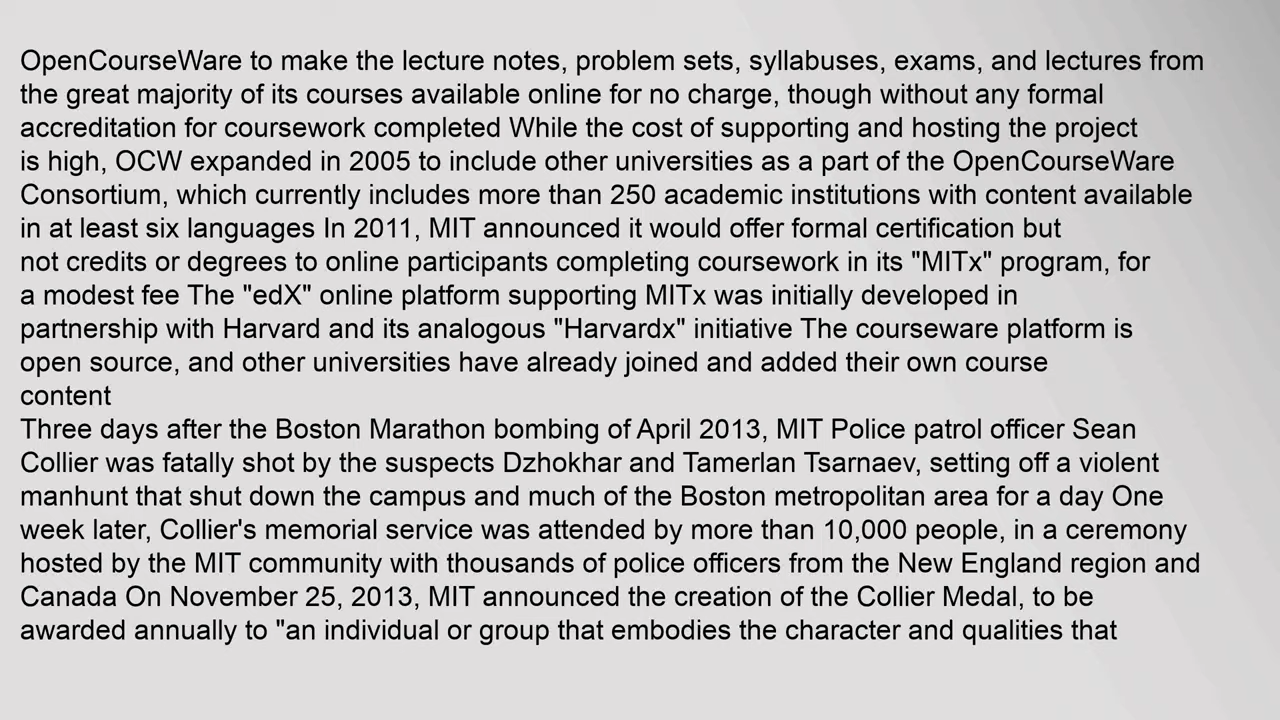 OpenCourseWare to make the lecture notes, problem sets, syllabuses, exams, and lectures from
the great majority of its courses available online for no charge, though without any formal
accreditation for coursework completed While the cost of supporting and hosting the project
is high, OCW expanded in 2005 to include other universities as a part of the OpenCourseWare
Consortium, which currently includes more than 250 academic institutions with content available
in at least six languages In 2011, MIT announced it would offer formal certification but
not credits or degrees to online participants completing coursework in its "MITx" program, for
a modest fee The "edX" online platform supporting MITx was initially developed in
partnership with Harvard and its analogous "Harvardx" initiative The courseware platform is
open source, and other universities have already joined and added their own course
content
Three days after the Boston Marathon bombing of April 2013, MIT Police patrol officer Sean
Collier was fatally shot by the suspects Dzhokhar and Tamerlan Tsarnaev, setting off a violent
manhunt that shut down the campus and much of the Boston metropolitan area for a day One
week later, Collier's memorial service was attended by more than 10,000 people, in a ceremony
hosted by the MIT community with thousands of police officers from the New England region and
Canada On November 25, 2013, MIT announced the creation of the Collier Medal, to be
awarded annually to "an individual or group that embodies the character and qualities that